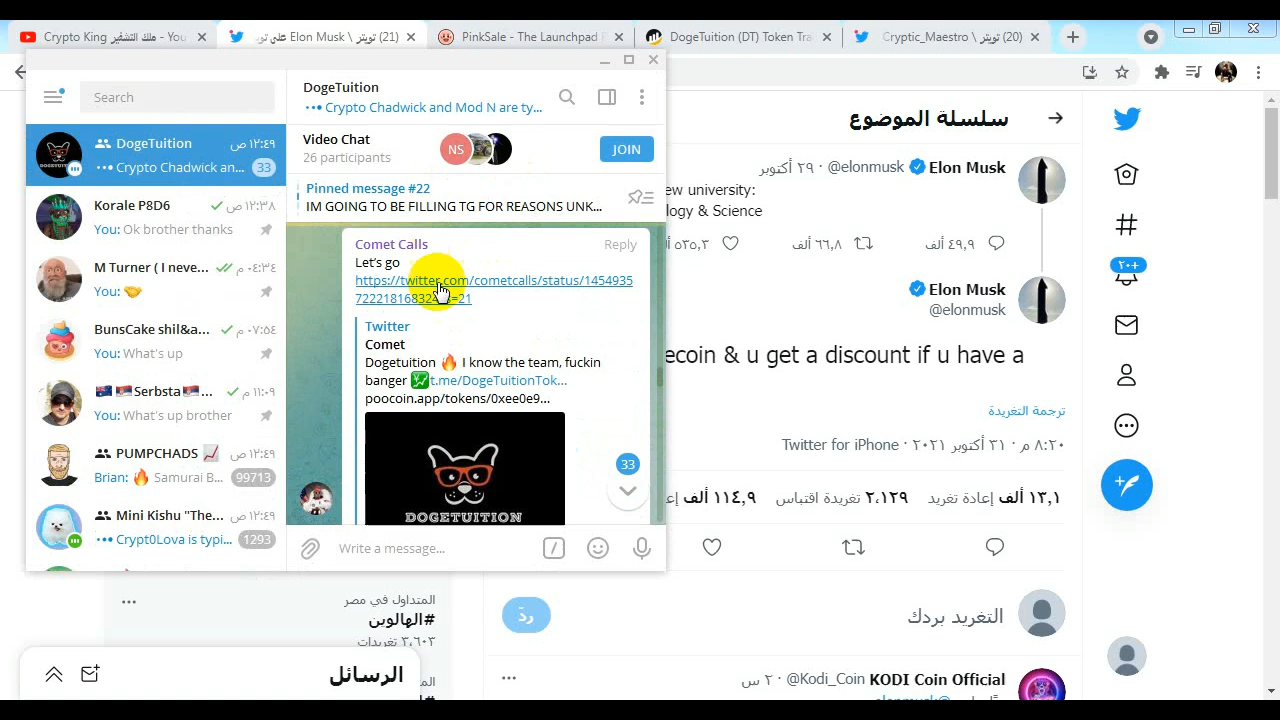 Crypto King ملك التشفير - You
(21) تويتر \ Elon Musk على تو
PinkSale: The Launchpad
DogeTuition (DT) Token Tra
(20) تويتر \ Cryptic_Maestro
Search
DogeTuition ١٢:٤٩ ص
Crypto Chadwick an... 33
Korale P8D6 ١٢:٣٨ ص
You: Ok brother thanks
M Turner ( I neve... ٠٤:٣٤ م
You:
BunsCake shil&a... ٠٧:٥٤ م
You: What's up
Serbsta ١١:٠٩ م
You: What's up brother
PUMPCHADS ١٢:٤٩ ص
Brian: 🔥 Samurai B... 99713
Mini Kishu "The... ١٢:٤٩ ص
Crypt0Lova is typi... 1293
DogeTuition
Crypto Chadwick and Mod N are ty...
Video Chat
26 participants
NS
JOIN
Pinned message #22
IM GOING TO BE FILLING TG FOR REASONS UNK...
Comet Calls Reply
Let's go
https://twitter.com/cometcalls/status/1454935
=21
Twitter
Comet
Dogetuition 🔥 I know the team, fuckin
banger t.me/DogeTuitionTok...
poocoin.app/tokens/0xee0e9...
DOGETUITION
33
Write a message...
سلسلة الموضوع
Elon Musk @elonmusk · ٢٩ أكتوبر
ew university:
ology & Science
٤٩,٩ ألف
٦٦,٨ ألف
٥٣٥,٣
+٢٠
Elon Musk
@elonmusk
ecoin & u get a discount if u have a
ترجمة التغريدة
٨:٢٠ م · ٣١ أكتوبر ٢٠٢١ · Twitter for iPhone
١٣,١ ألف إعادة تغريد ٢،١٢٩ تغريدة اقتباس ١١٤,٩ ألف إع
التغريد بردك
ردّ
KODI Coin Official @Kodi_Coin · ٢ س
@elonmusk
المتداول في مصر
#الهالوين
٣،٦٠٣ تغريدات
الرسائل